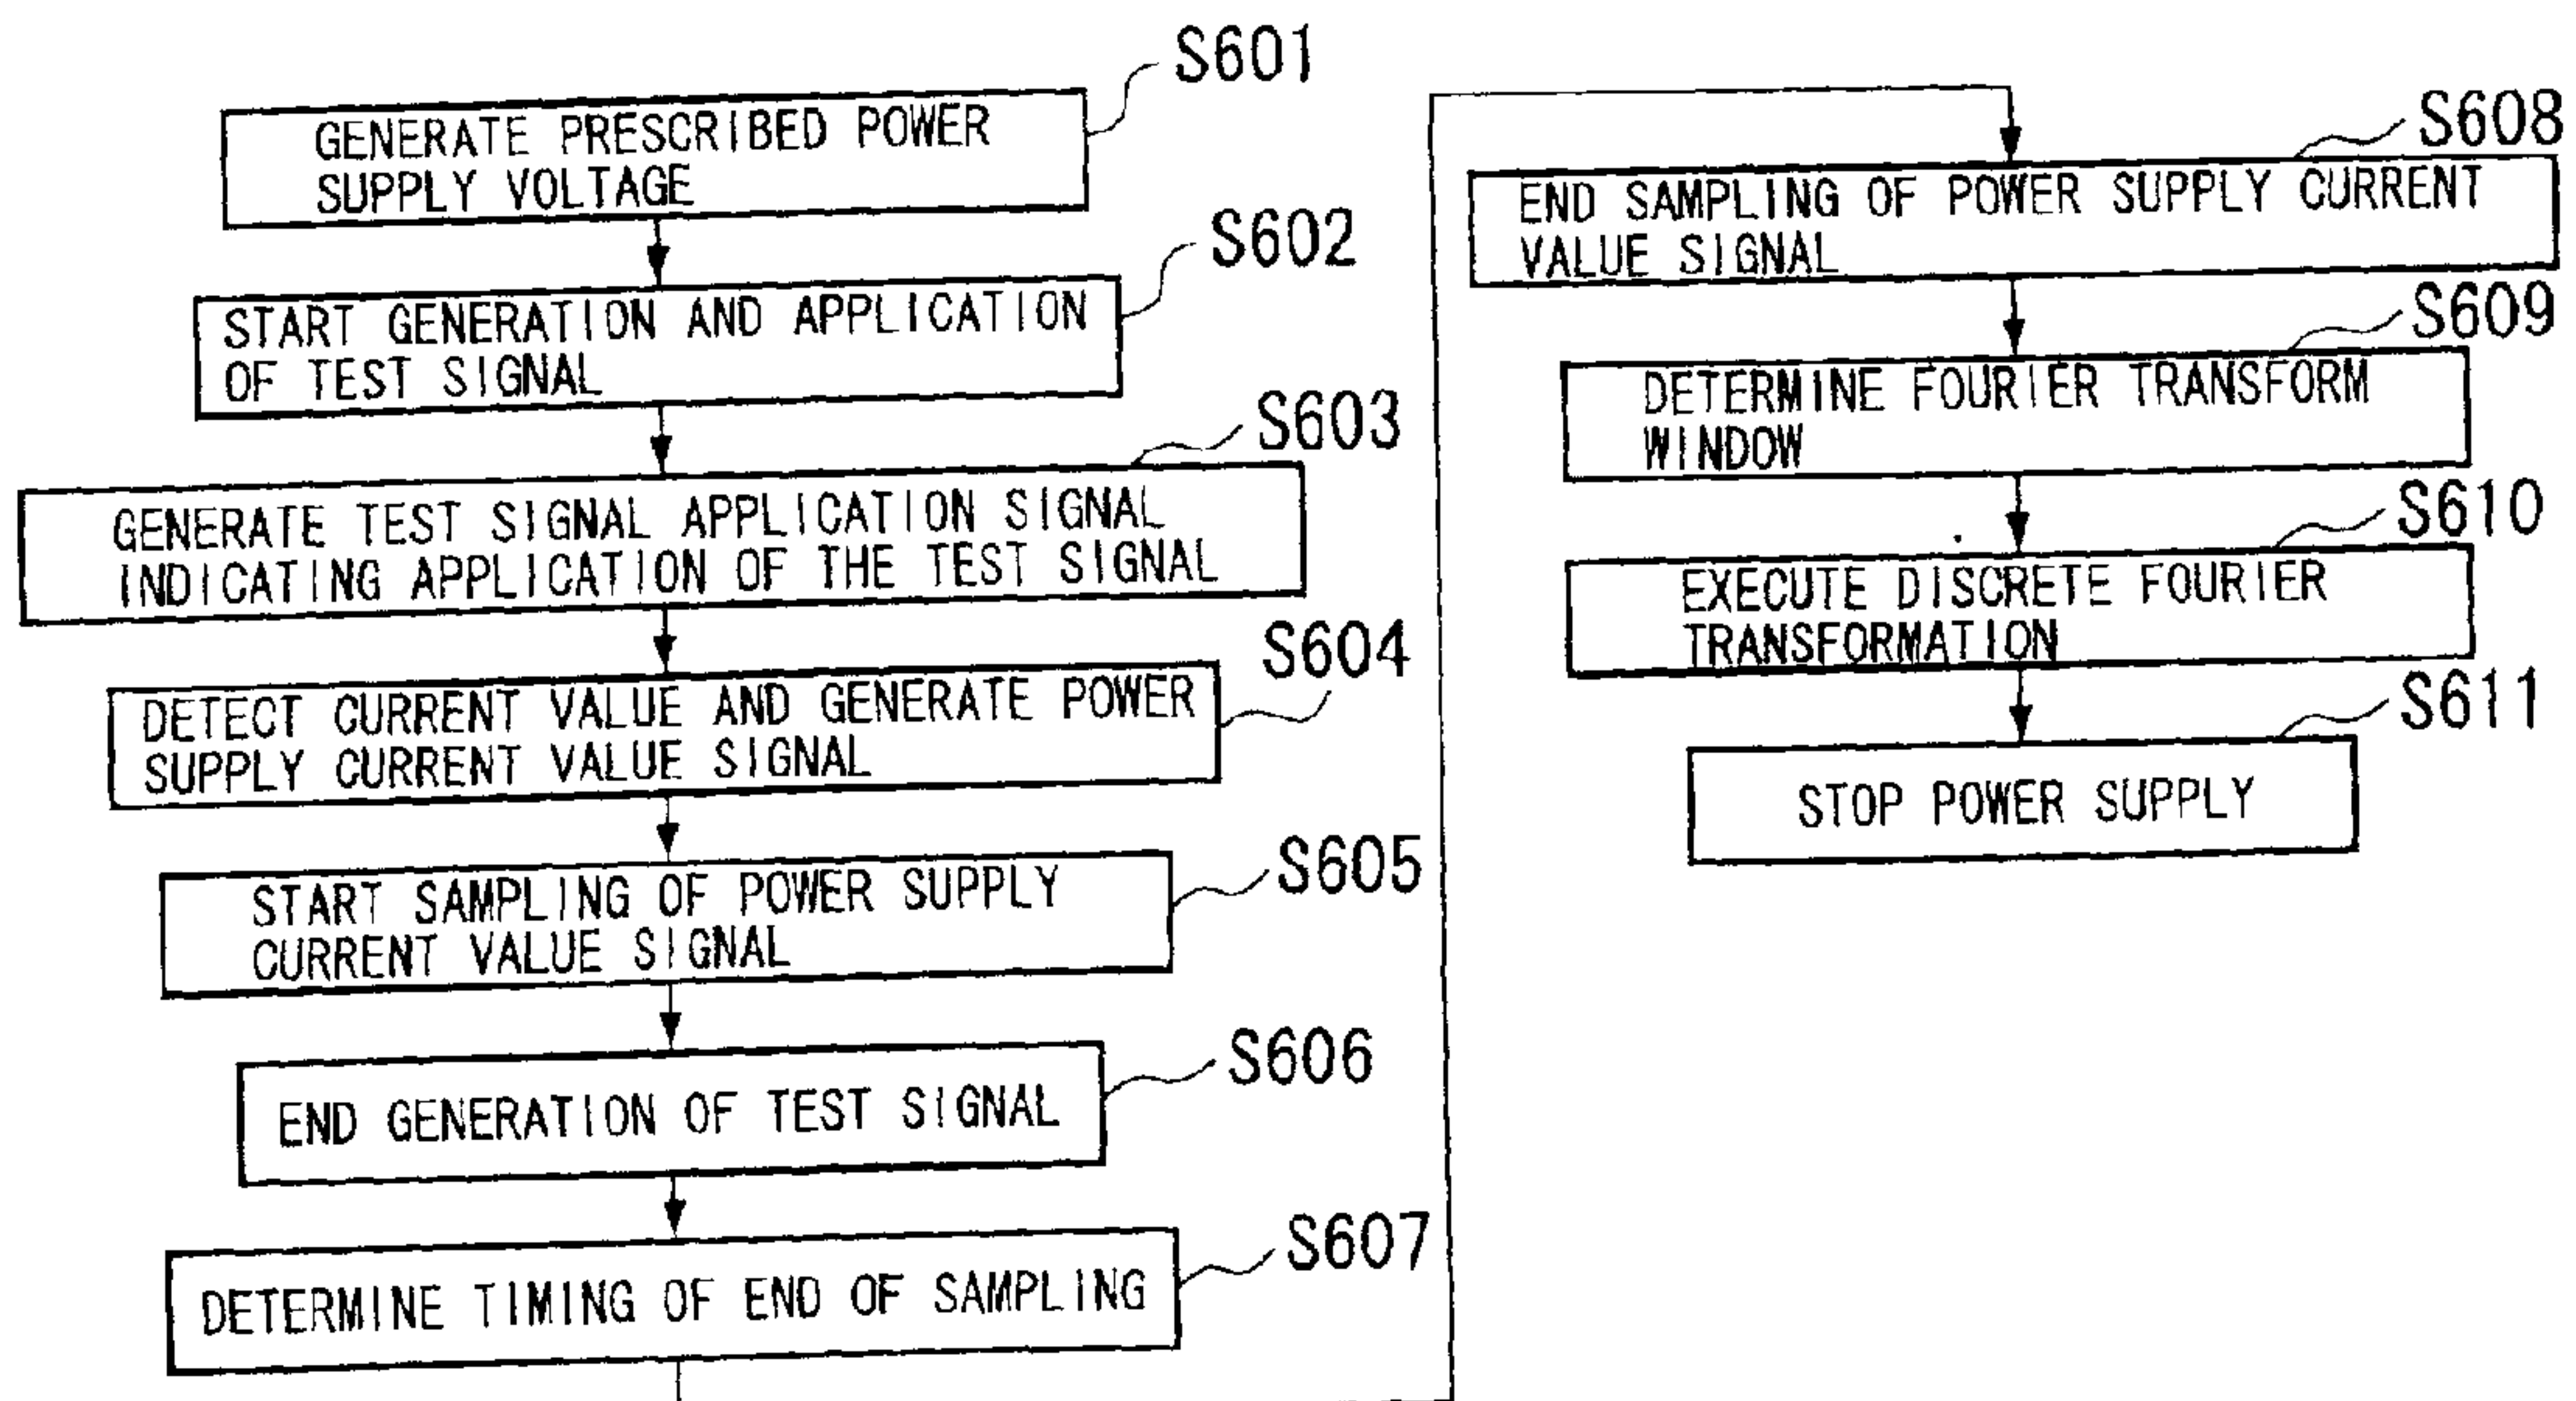 S601
GENERATE PRESCRIBED POWER
SUPPLY VOLTAGE
S602
START GENERATION AND APPLICATION
OF TEST SIGNAL
S603
GENERATE TEST SIGNAL APPLICATION SIGNAL
INDICATING APPLICATION OF THE TEST SIGNAL
S604
DETECT CURRENT VALUE AND GENERATE POWER
SUPPLY CURRENT VALUE SIGNAL
S605
START SAMPLING OF POWER SUPPLY
CURRENT VALUE SIGNAL
S606
END GENERATION OF TEST SIGNAL
S607
DETERMINE TIMING OF END OF SAMPLING
S608
END SAMPLING OF POWER SUPPLY CURRENT
VALUE SIGNAL
S609
DETERMINE FOURIER TRANSFORM
WINDOW
S610
EXECUTE DISCRETE FOURIER
TRANSFORMATION
S611
STOP POWER SUPPLY